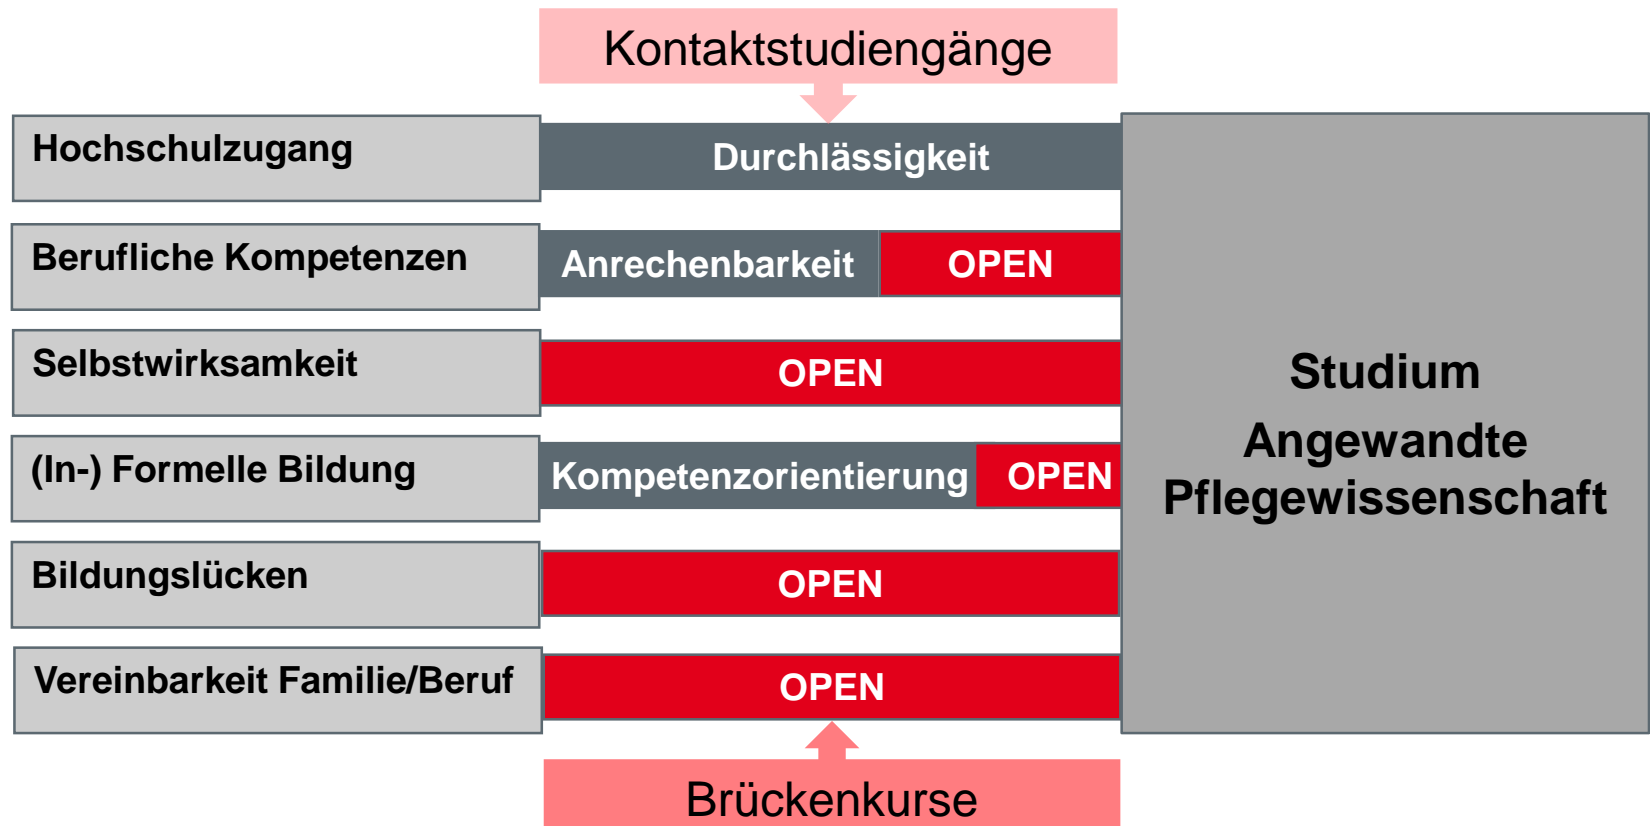 Kontaktstudiengänge
Hochschulzugang
Durchlässigkeit
Berufliche Kompetenzen
Anrechenbarkeit
OPEN
Selbstwirksamkeit
OPEN
(In-) Formelle Bildung
Kompetenzorientierung
OPEN
Bildungslücken
OPEN
Vereinbarkeit Familie/Beruf
OPEN
Studium
Angewandte
Pflegewissenschaft
Brückenkurse